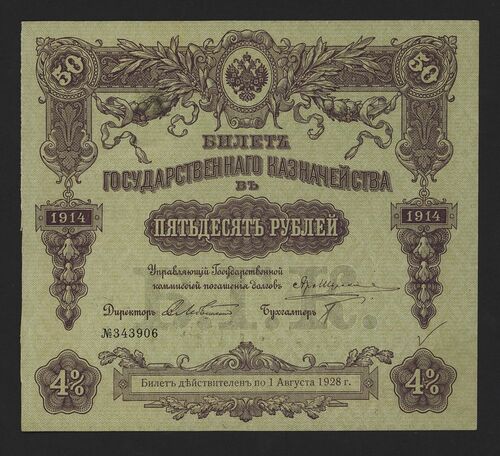 50
50
БИЛЕТЪ
ГОСУДАРСТВЕННАГО КАЗНАЧЕЙСТВА
ВЪ
1914
1914
ПЯТЬДЕСЯТЪ РУБЛЕЙ
Управляющій Государственной
коммиссіей погашенія долговъ
Директоръ
Бухгалтеръ
№343906
4%
4%
Билетъ дѣйствителенъ по 1 Августа 1928 г.